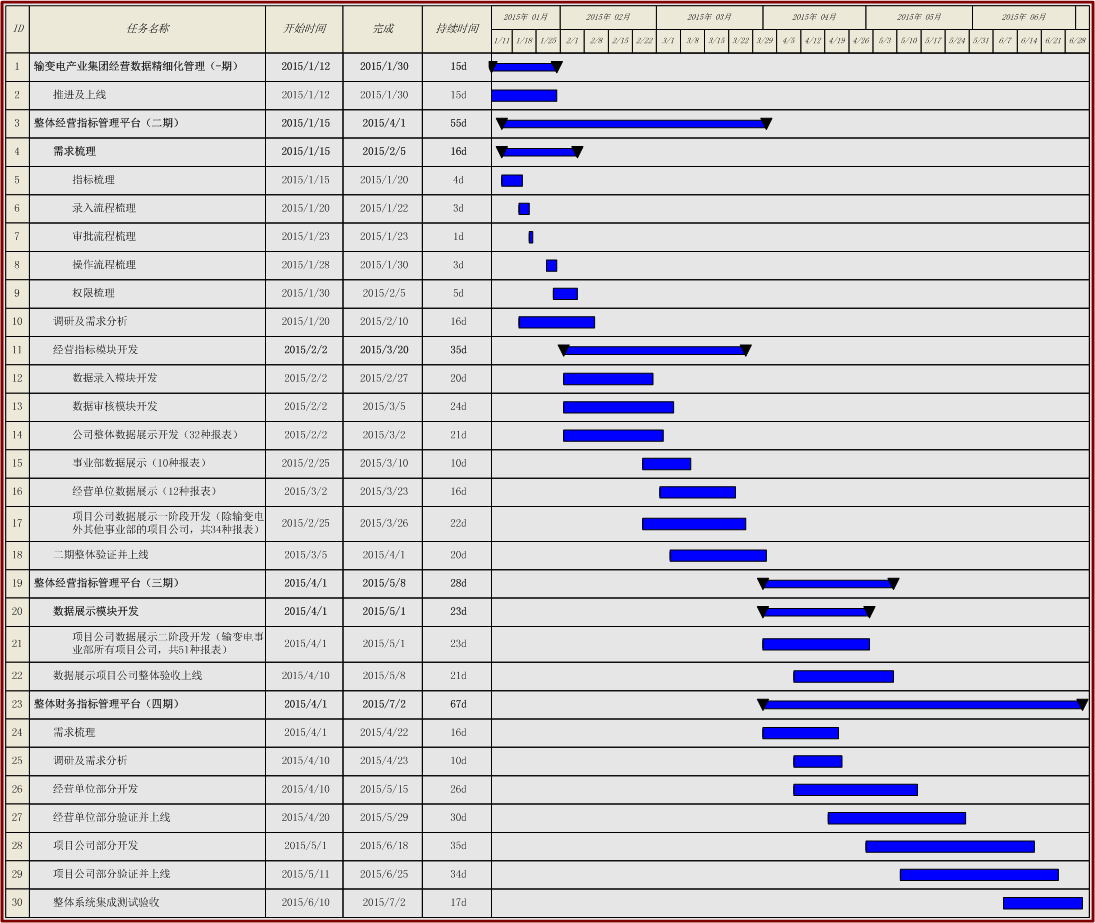 ID 任务名称 开始时间 完成 持续时间 2015年 01月 2015年 02月 2015年 03月 2015年 04月 2015年 05月 2015年 06月
1/11 1/18 1/25 2/1 2/8 2/15 2/22 3/1 3/8 3/15 3/22 3/29 4/5 4/12 4/19 4/26 5/3 5/10 5/17 5/24 5/31 6/7 6/14 6/21 6/28
1 输变电产业集团经营数据精细化管理（-期） 2015/1/12 2015/1/30 15d
2 推进及上线 2015/1/12 2015/1/30 15d
3 整体经营指标管理平台（二期） 2015/1/15 2015/4/1 55d
4 需求梳理 2015/1/15 2015/2/5 16d
5 指标梳理 2015/1/15 2015/1/20 4d
6 录入流程梳理 2015/1/20 2015/1/22 3d
7 审批流程梳理 2015/1/23 2015/1/23 1d
8 操作流程梳理 2015/1/28 2015/1/30 3d
9 权限梳理 2015/1/30 2015/2/5 5d
10 调研及需求分析 2015/1/20 2015/2/10 16d
11 经营指标模块开发 2015/2/2 2015/3/20 35d
12 数据录入模块开发 2015/2/2 2015/2/27 20d
13 数据审核模块开发 2015/2/2 2015/3/5 24d
14 公司整体数据展示开发（32种报表） 2015/2/2 2015/3/2 21d
15 事业部数据展示（10种报表） 2015/2/25 2015/3/10 10d
16 经营单位数据展示（12种报表） 2015/3/2 2015/3/23 16d
17 项目公司数据展示一阶段开发（除输变电
外其他事业部的项目公司，共34种报表） 2015/2/25 2015/3/26 22d
18 二期整体验证并上线 2015/3/5 2015/4/1 20d
19 整体经营指标管理平台（三期） 2015/4/1 2015/5/8 28d
20 数据展示模块开发 2015/4/1 2015/5/1 23d
21 项目公司数据展示二阶段开发（输变电事
业部所有项目公司，共51种报表） 2015/4/1 2015/5/1 23d
22 数据展示项目公司整体验收上线 2015/4/10 2015/5/8 21d
23 整体财务指标管理平台（四期） 2015/4/1 2015/7/2 67d
24 需求梳理 2015/4/1 2015/4/22 16d
25 调研及需求分析 2015/4/10 2015/4/23 10d
26 经营单位部分开发 2015/4/10 2015/5/15 26d
27 经营单位部分验证并上线 2015/4/20 2015/5/29 30d
28 项目公司部分开发 2015/5/1 2015/6/18 35d
29 项目公司部分验证并上线 2015/5/11 2015/6/25 34d
30 整体系统集成测试验收 2015/6/10 2015/7/2 17d